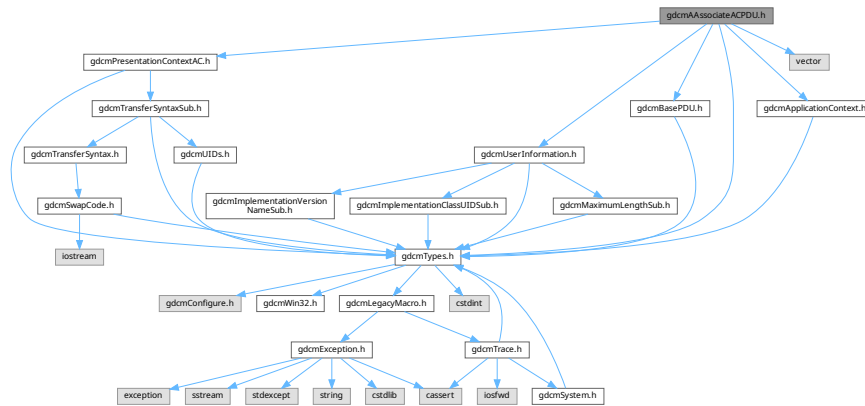 gdcmAAssociateACPDU.h
gdcmPresentationContextAC.h
vector
gdcmTransferSyntaxSub.h
gdcmBasePDU.h
gdcmApplicationContext.h
gdcmTransferSyntax.h
gdcmUIDs.h
gdcmUserInformation.h
gdcmSwapCode.h
gdcmImplementationVersion
NameSub.h
gdcmImplementationClassUIDSub.h
gdcmMaximumLengthSub.h
iostream
gdcmTypes.h
gdcmConfigure.h
gdcmWin32.h
gdcmLegacyMacro.h
cstdint
gdcmException.h
gdcmTrace.h
exception
sstream
stdexcept
string
cstdlib
cassert
iosfwd
gdcmSystem.h